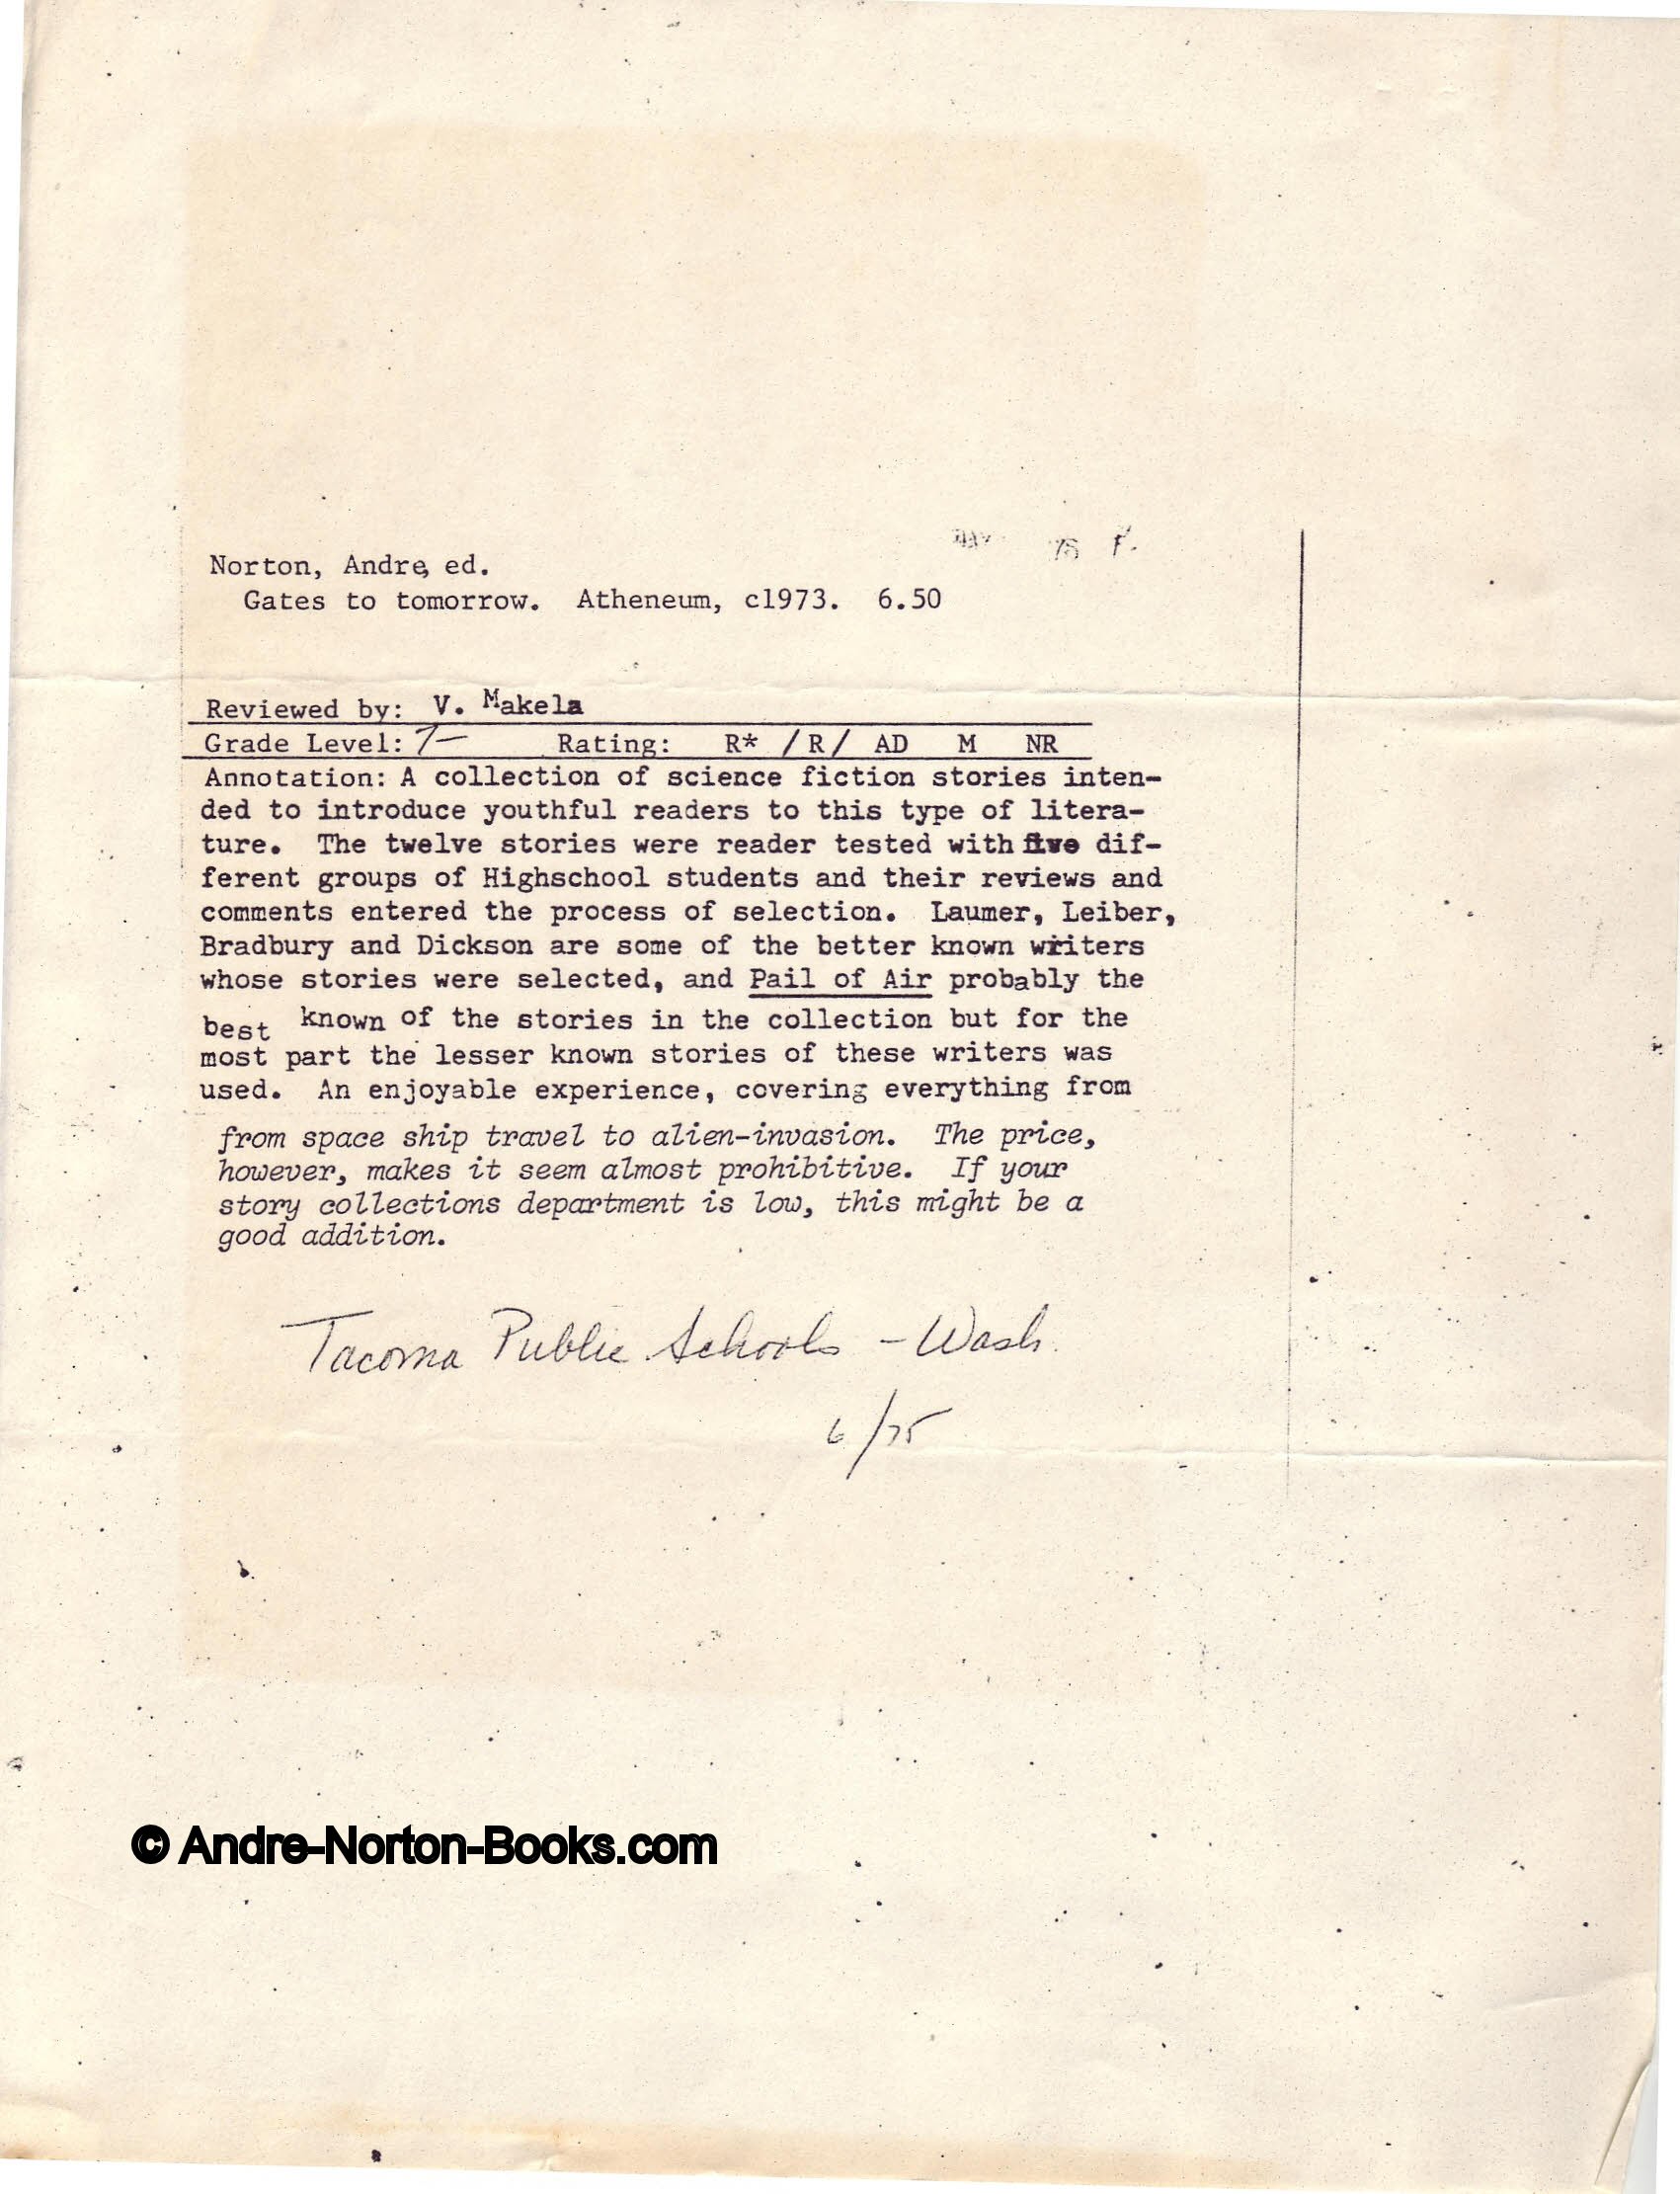 75 F.
Norton, Andre, ed.
Gates to tomorrow. Atheneum, c1973. 6.50
Reviewed by: V. Makela
Grade Level: 7— Rating: R* /R/ AD M NR
Annotation: A collection of science fiction stories inten-
ded to introduce youthful readers to this type of litera-
ture. The twelve stories were reader tested with five dif-
ferent groups of Highschool students and their reviews and
comments entered the process of selection. Laumer, Leiber,
Bradbury and Dickson are some of the better known writers
whose stories were selected, and Pail of Air probably the
best known of the stories in the collection but for the
most part the lesser known stories of these writers was
used. An enjoyable experience, covering everything from
from space ship travel to alien-invasion. The price,
however, makes it seem almost prohibitive. If your
story collections department is low, this might be a
good addition.
Tacoma Public Schools - Wash.
6/75
© Andre-Norton-Books.com